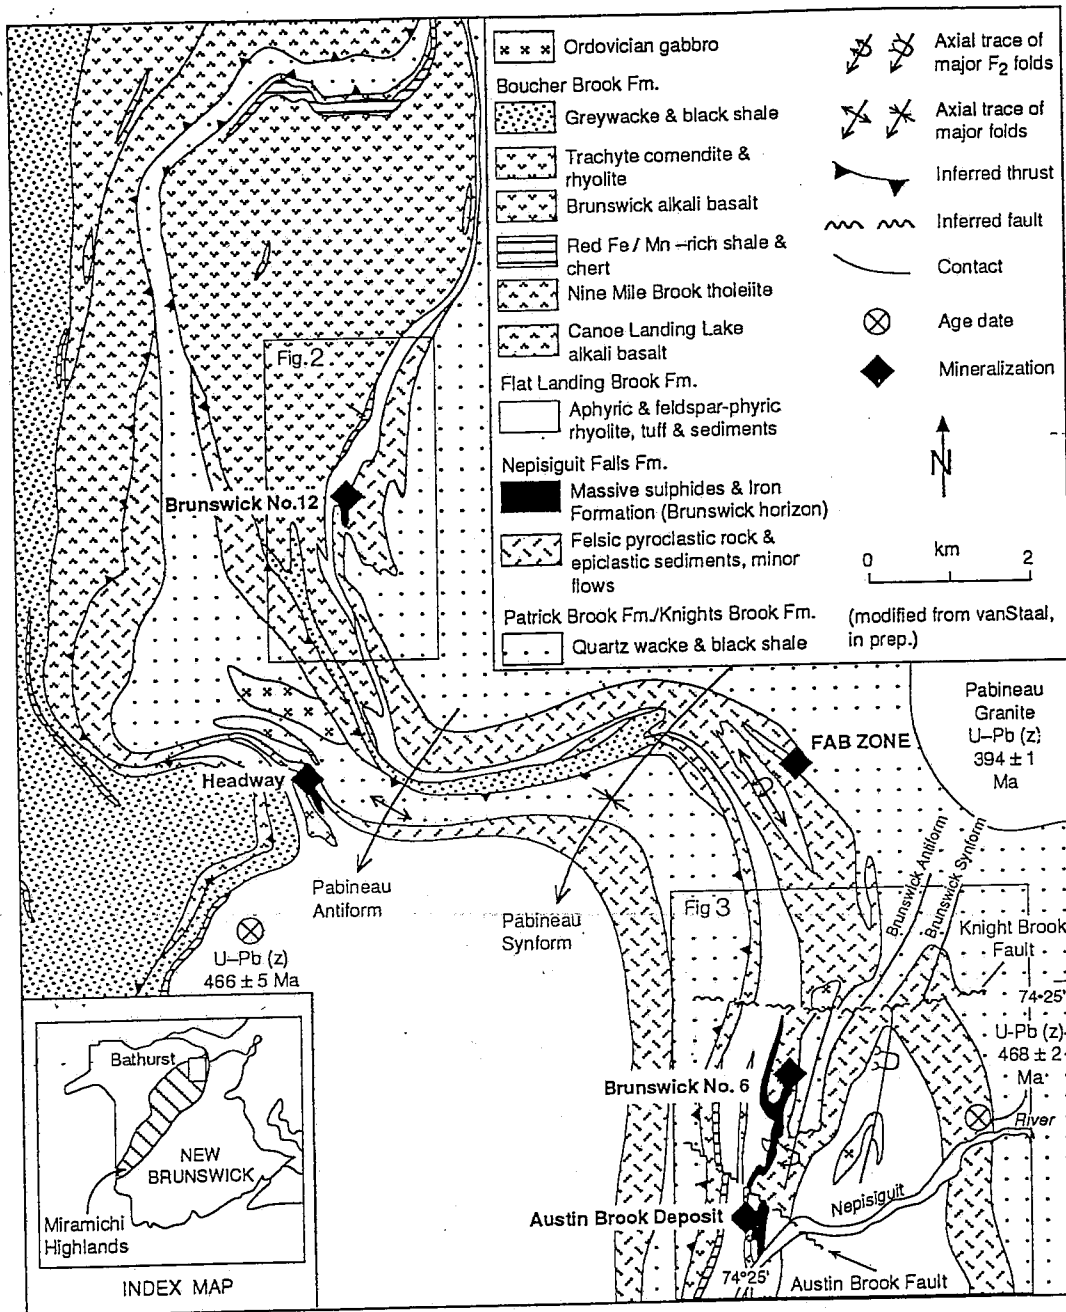 Ordovician gabbro
Boucher Brook Fm.
Greywacke & black shale
Trachyte comendite &
rhyolite
Brunswick alkali basalt
Red Fe / Mn –rich shale &
chert
Nine Mile Brook tholeiite
Canoe Landing Lake
alkali basalt
Flat Landing Brook Fm.
Aphyric & feldspar-phyric
rhyolite, tuff & sediments
Nepisiguit Falls Fm.
Massive sulphides & Iron
Formation (Brunswick horizon)
Felsic pyroclastic rock &
epiclastic sediments, minor
flows
Patrick Brook Fm./Knights Brook Fm.
Quartz wacke & black shale
Axial trace of
major F2 folds
Axial trace of
major folds
Inferred thrust
Inferred fault
Contact
Age date
Mineralization
N
km
0 2
(modified from vanStaal,
in prep.)
Fig.2
Brunswick No.12
Pabineau
Granite
U–Pb (z)
394 ± 1
Ma
FAB ZONE
Headway
Pabineau
Antiform
Pabineau
Synform
Fig 3
Brunswick Antiform
Brunswick Synform
Knight Brook
Fault
74°25'
U–Pb (z)
466 ± 5 Ma
U-Pb (z)
468 ± 2
Ma
River
Nepisiguit
Brunswick No. 6
Austin Brook Deposit
74°25'
Austin Brook Fault
Bathurst
NEW
BRUNSWICK
Miramichi
Highlands
INDEX MAP